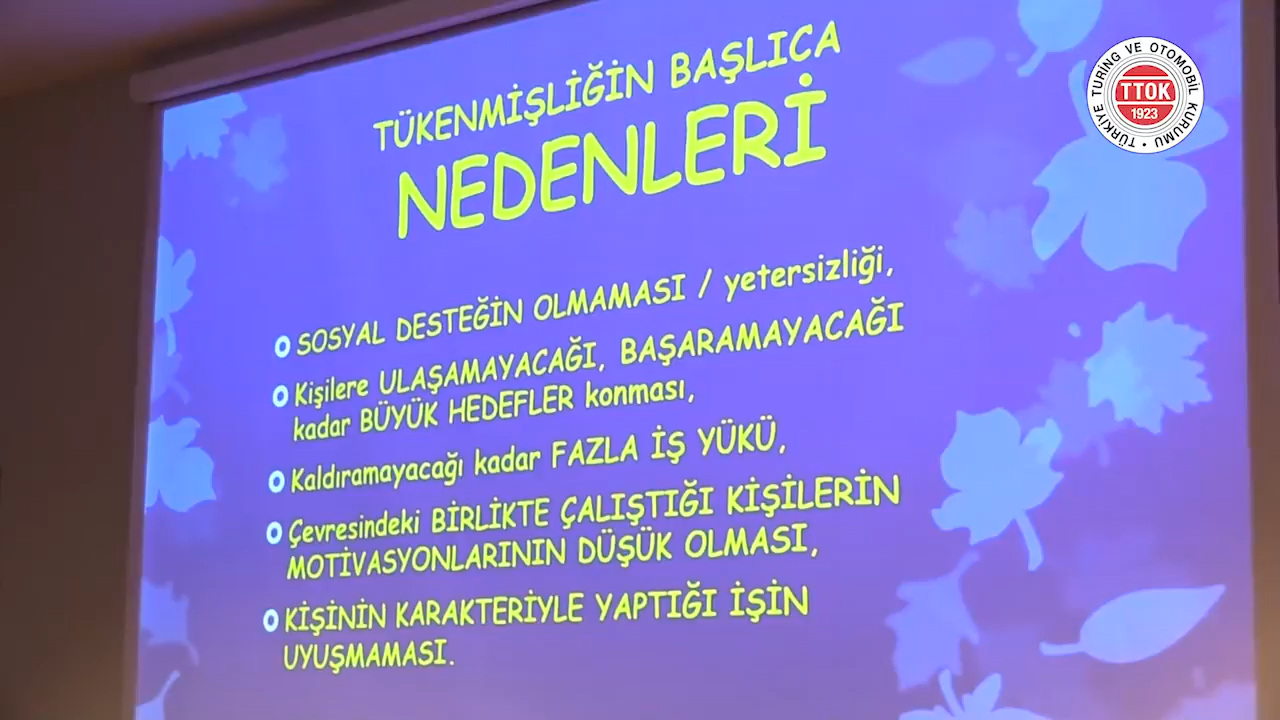 TÜKENMİŞLİĞİN BAŞLICA
NEDENLERİ
SOSYAL DESTEĞİN OLMAMASI / yetersizliği,
Kişilere ULAŞAMAYACAĞI, BAŞARAMAYACAĞI
kadar BÜYÜK HEDEFLER konması,
Kaldıramayacağı kadar FAZLA İŞ YÜKÜ,
Çevresindeki BİRLİKTE ÇALIŞTIĞI KİŞİLERİN
MOTİVASYONLARININ DÜŞÜK OLMASI,
KİŞİNİN KARAKTERİYLE YAPTIĞI İŞİN
UYUŞMAMASI.
TÜRKİYE TURİNG VE OTOMOBİL KURUMU
TTOK
1923